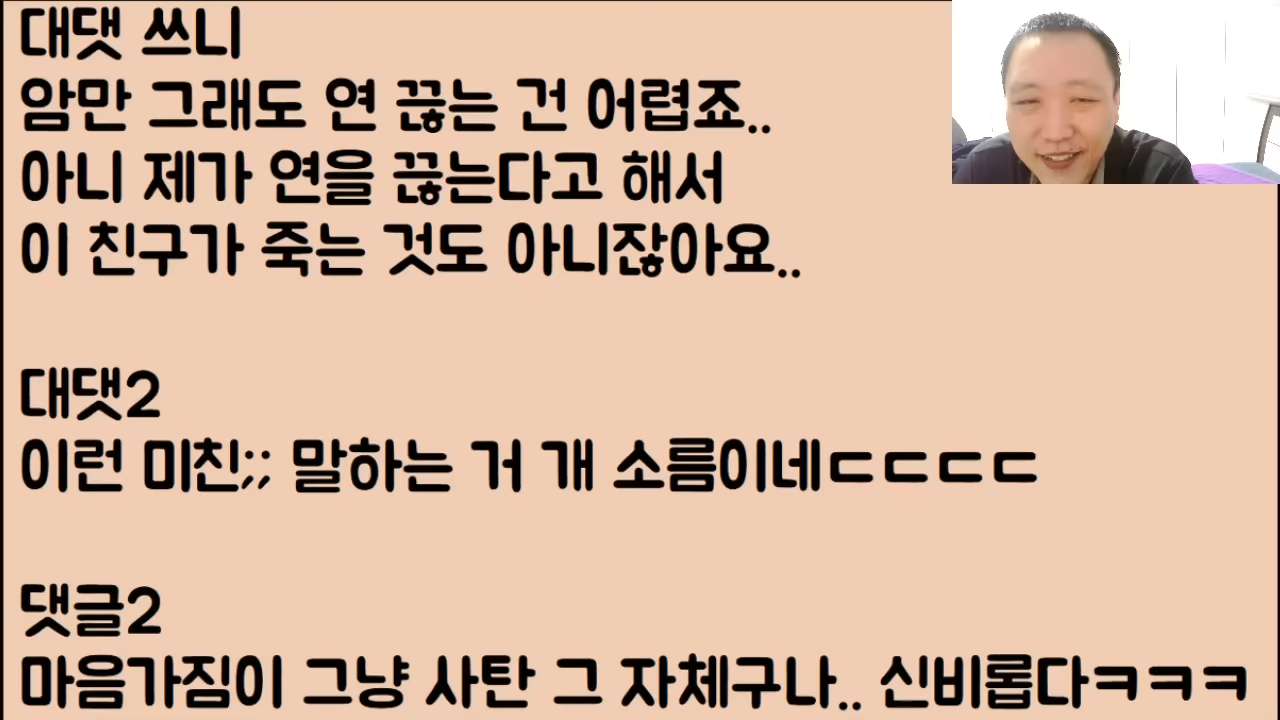 대댓 쓰니
암만 그래도 연 끊는 건 어렵죠..
아니 제가 연을 끊는다고 해서
이 친구가 죽는 것도 아니잖아요..
대댓2
이런 미친;; 말하는 거 개 소름이네ㄷㄷㄷㄷ
댓글2
마음가짐이 그냥 사탄 그 자체구나.. 신비롭다ㅋㅋㅋ